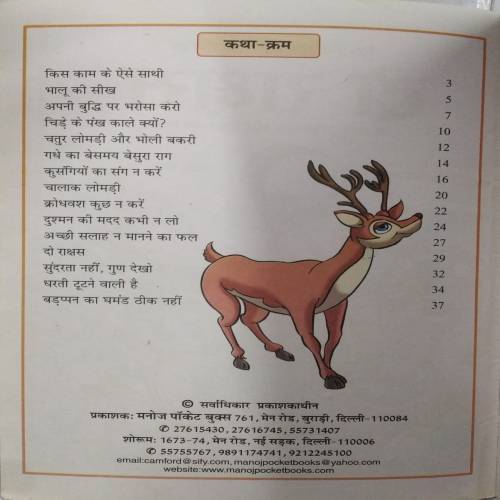 कथा-क्रम
किस काम के ऐसे साथी 3
भालू की सीख 5
अपनी बुद्धि पर भरोसा करो 7
चिड़े के पंख काले क्यों? 10
चतुर लोमड़ी और भोली बकरी 12
गधे का बेसमय बेसुरा राग 14
कुसंगियों का संग न करें 16
चालाक लोमड़ी 20
क्रोधवश कुछ न करें 22
दुश्मन की मदद कभी न लो 24
अच्छी सलाह न मानने का फल 27
दो राक्षस 29
सुंदरता नहीं, गुण देखो 32
धरती टूटने वाली है 34
बड़प्पन का घमंड ठीक नहीं 37
© सर्वाधिकार प्रकाशकाधीन
प्रकाशक: मनोज पॉकेट बुक्स 761, मेन रोड, बुराड़ी, दिल्ली-110084
✆ 27615430, 27616745, 55731407
शोरूम: 1673-74, मेन रोड, नई सड़क, दिल्ली-110006
✆ 55755767, 9891174741, 9212245100
email:camford@sify.com, manojpocketbooks@yahoo.com
website:www.manojpocketbooks.com